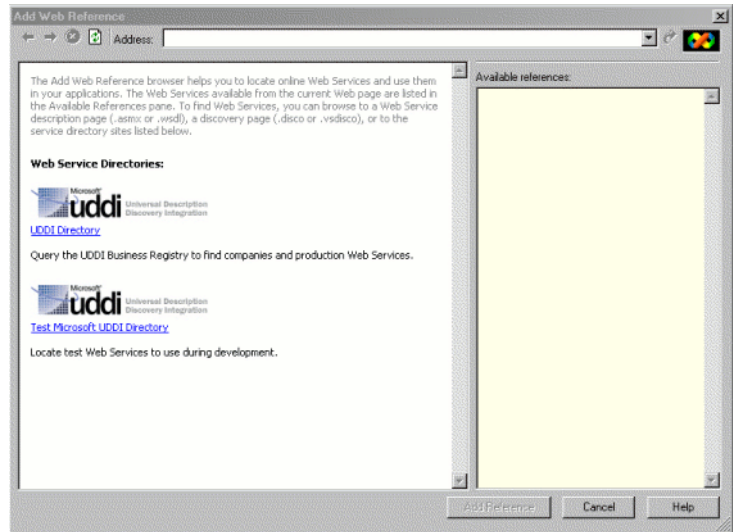 Add Web Reference
Address:
The Add Web Reference browser helps you to locate online Web Services and use them
in your applications. The Web Services available from the current Web page are listed in
the Available References pane. To find Web Services, you can browse to a Web Service
description page (.asmx or .wsdl), a discovery page (.disco or .vsdisco), or to the
service directory sites listed below.
Web Service Directories:
Microsoft
uddi Universal Description
Discovery Integration
UDDI Directory
Query the UDDI Business Registry to find companies and production Web Services.
Microsoft
uddi Universal Description
Discovery Integration
Test Microsoft UDDI Directory
Locate test Web Services to use during development.
Available references:
Add Reference
Cancel
Help